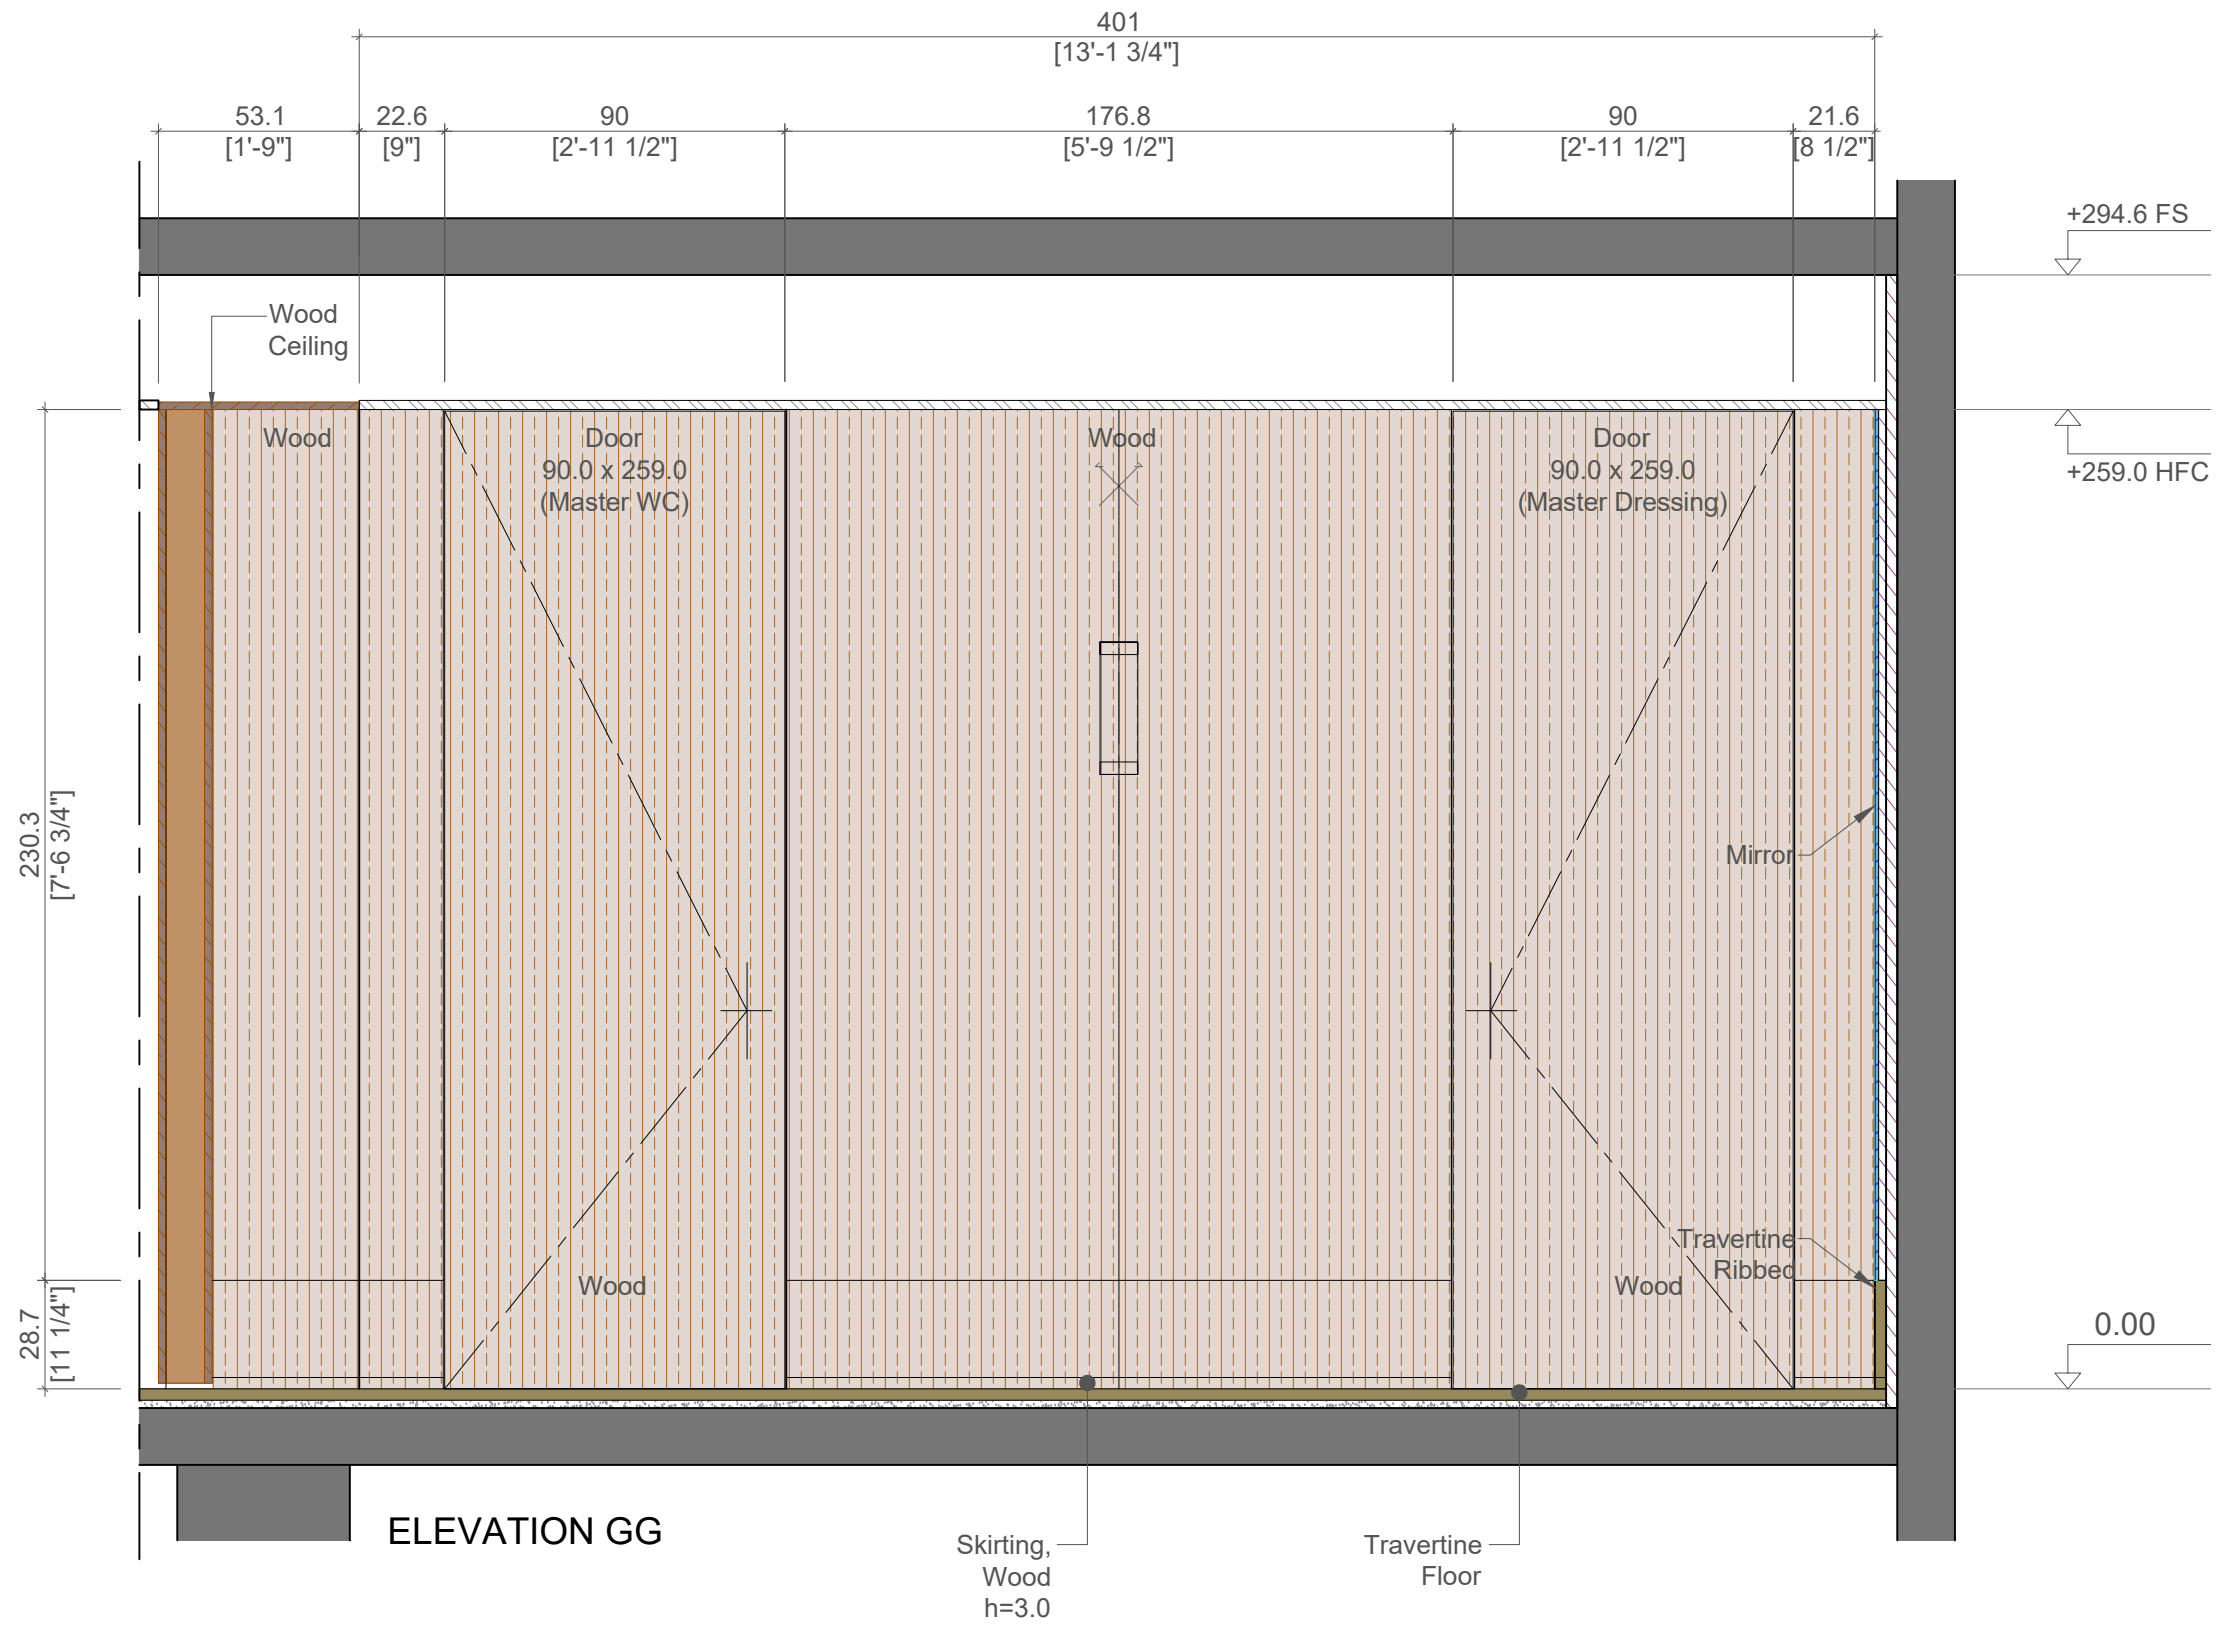 401
[13'-1 3/4"]
53.1
[1'-9"]
22.6
[9"]
90
[2'-11 1/2"]
176.8
[5'-9 1/2"]
90
[2'-11 1/2"]
21.6
[8 1/2"]
+294.6 FS
Wood
Ceiling
Wood
Door
90.0 x 259.0
(Master WC)
Wood
Door
90.0 x 259.0
(Master Dressing)
+259.0 HFC
230.3
[7'-6 3/4"]
Mirror
Travertine
Ribbed
Wood
Wood
28.7
[11 1/4"]
0.00
ELEVATION GG
Skirting,
Wood
h=3.0
Travertine
Floor